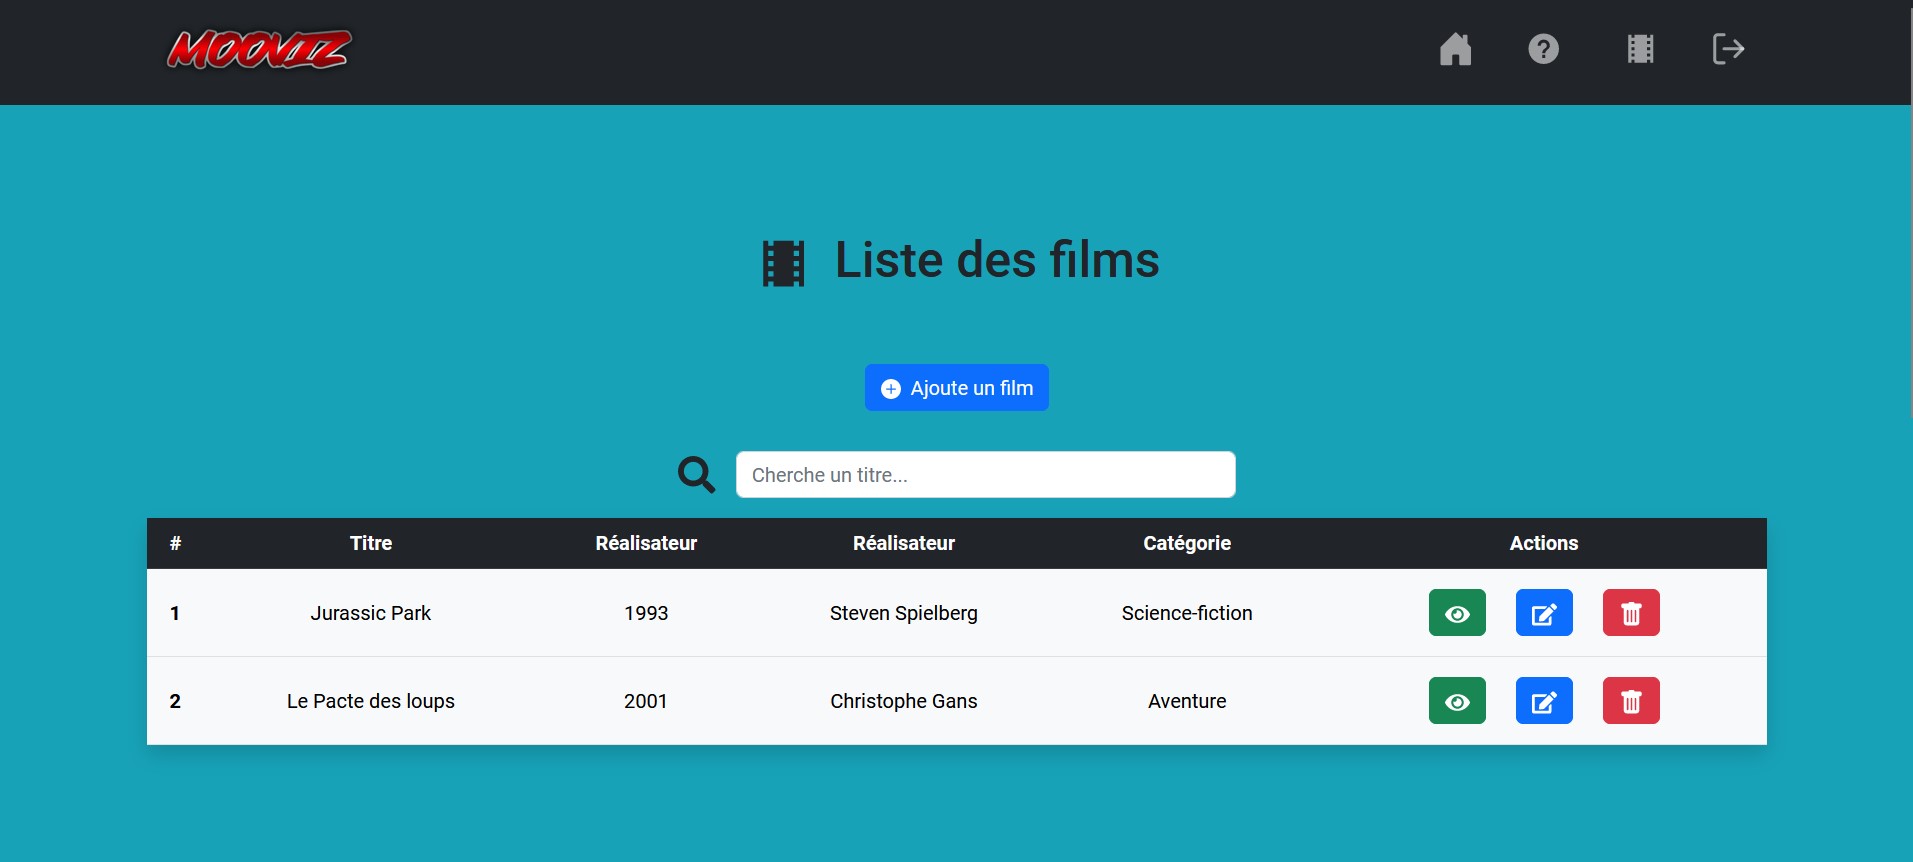 MOOVIZ
Liste des films
Ajoute un film
Cherche un titre...
# Titre Réalisateur Réalisateur Catégorie Actions
1 Jurassic Park 1993 Steven Spielberg Science-fiction
2 Le Pacte des loups 2001 Christophe Gans Aventure